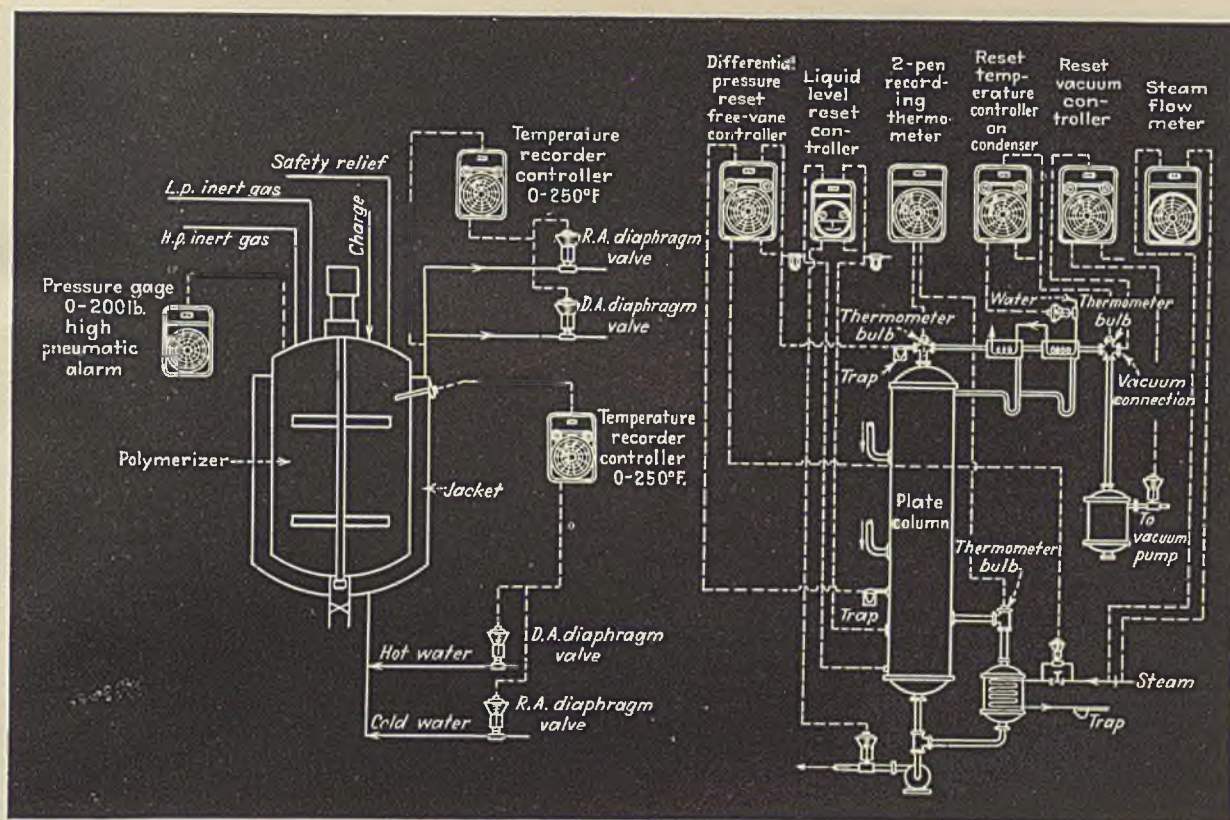 Safety relief
L.p. inert gas
H.p. inert gas
Charge
Pressure gage
0-200lb.
high
pneumatic
alarm
Temperature
recorder
controller
0-250°F
R.A. diaphragm
valve
D.A. diaphragm
valve
Temperature
recorder
controller
0-250°F.
Polymerizer
Jacket
D.A. diaphragm
valve
Hot water
R.A. diaphragm
valve
Cold water
Differential
pressure
reset
free-vane
controller
Liquid
level
reset
con-
troller
2-pen
record-
ing
thermo-
meter
Reset
temp-
erature
controller
on
condenser
Reset
vacuum
con-
troller
Steam
flow
meter
Water
Thermometer
bulb
Thermometer
bulb
Trap
Vacuum
connection
Plate
column
To
vacuum
pump
Thermometer
bulb
Trap
Steam
Trap